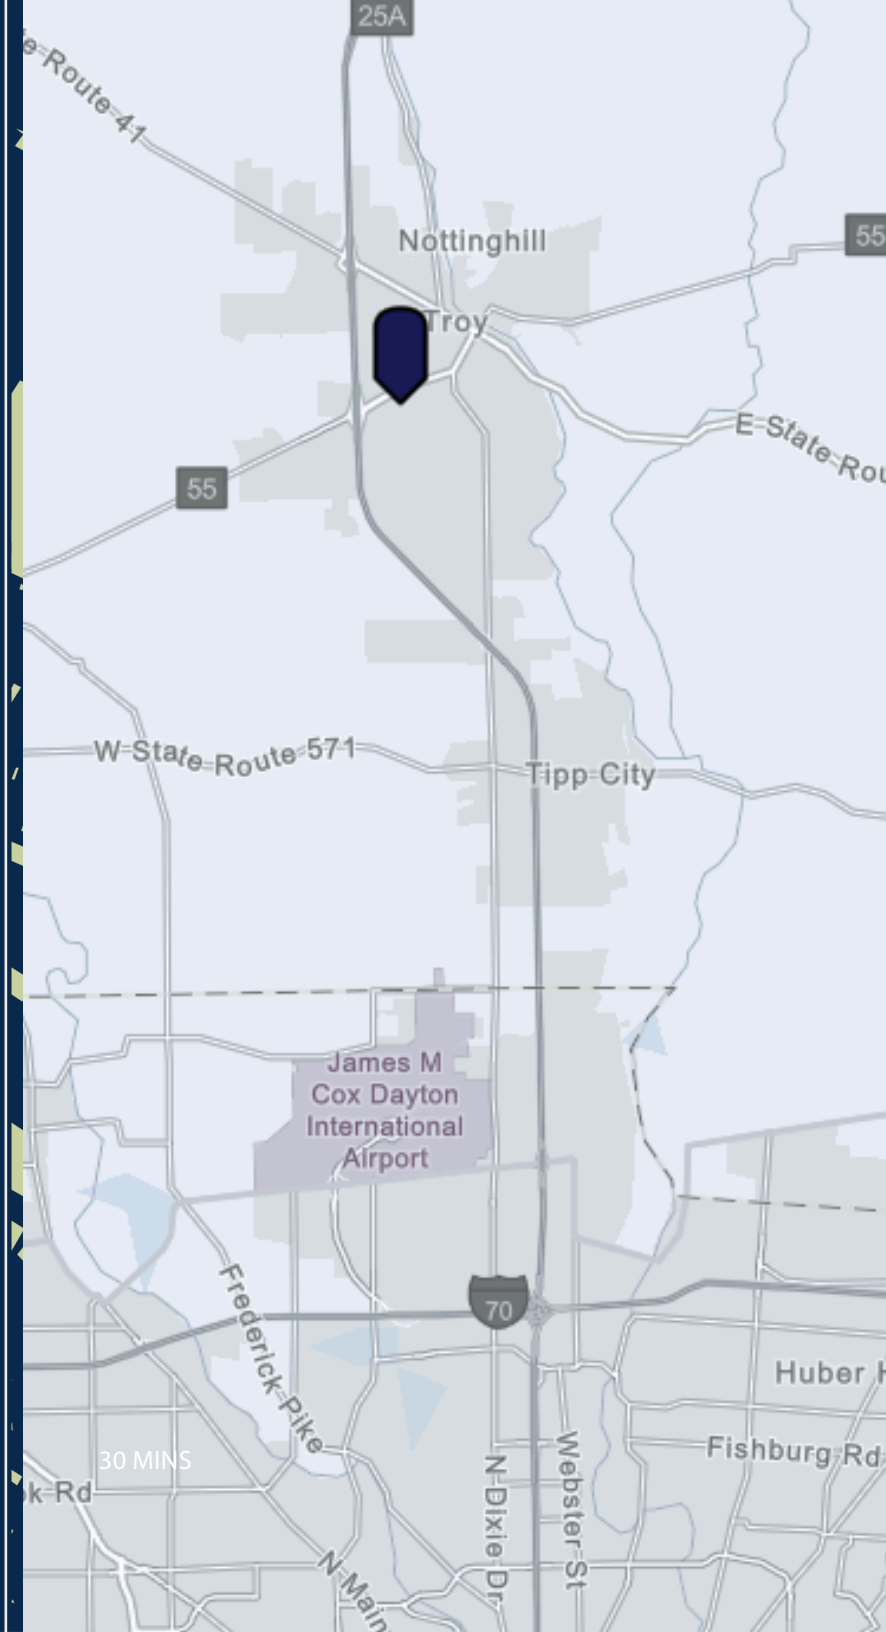 25A
e Route 41
Nottinghill
55
Troy
E State Rou
55
W State Route 571
Tipp City
James M
Cox Dayton
International
Airport
70
Frederick Pike
Huber H
Fishburg Rd
30 MINS
k Rd
N Dixie Dr
Webster St
N Main